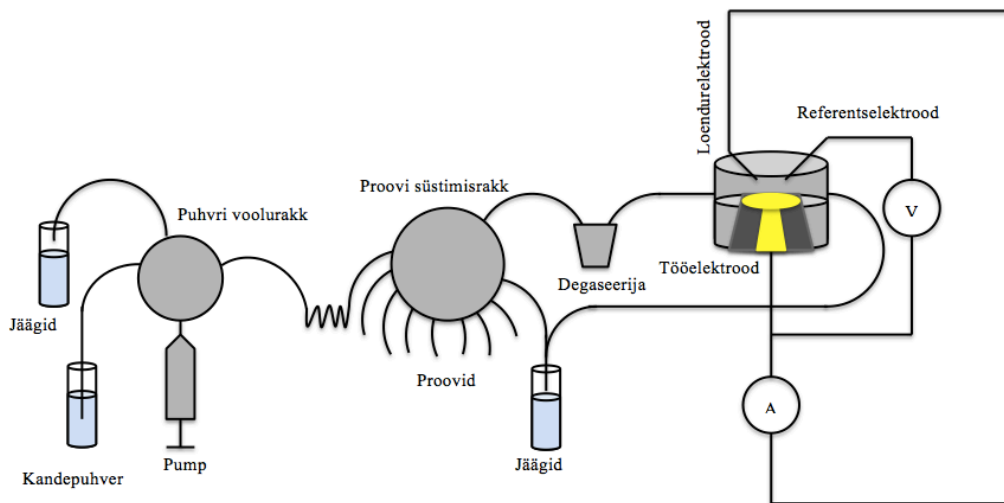 Loendurelektrood
Referentselektrood
Proovi süstimisrakk
Puhvri voolurakk
V
Tööelektrood
Degaseerija
Jäägid
Proovid
A
Kandepuhver
Pump
Jäägid